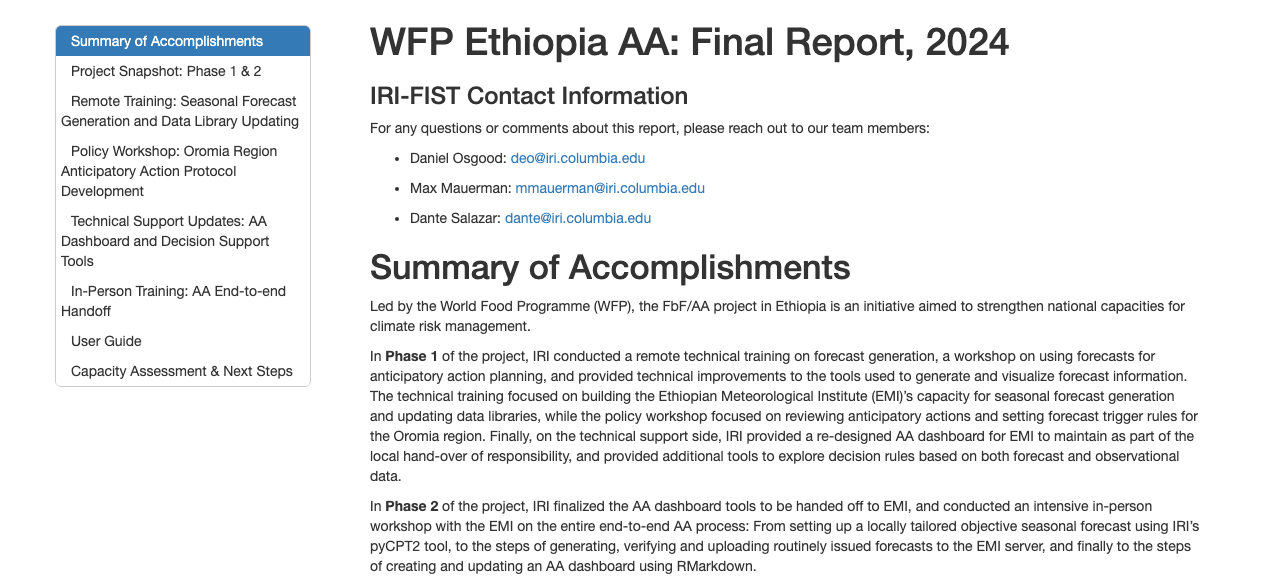 Summary of Accomplishments
Project Snapshot: Phase 1 & 2
Remote Training: Seasonal Forecast
Generation and Data Library Updating
Policy Workshop: Oromia Region
Anticipatory Action Protocol
Development
Technical Support Updates: AA
Dashboard and Decision Support
Tools
In-Person Training: AA End-to-end
Handoff
User Guide
Capacity Assessment & Next Steps
WFP Ethiopia AA: Final Report, 2024
IRI-FIST Contact Information
For any questions or comments about this report, please reach out to our team members:
• Daniel Osgood: deo@iri.columbia.edu
• Max Mauerman: mmauerman@iri.columbia.edu
• Dante Salazar: dante@iri.columbia.edu
Summary of Accomplishments
Led by the World Food Programme (WFP), the FbF/AA project in Ethiopia is an initiative aimed to strengthen national capacities for
climate risk management.
In Phase 1 of the project, IRI conducted a remote technical training on forecast generation, a workshop on using forecasts for
anticipatory action planning, and provided technical improvements to the tools used to generate and visualize forecast information.
The technical training focused on building the Ethiopian Meteorological Institute (EMI)’s capacity for seasonal forecast generation
and updating data libraries, while the policy workshop focused on reviewing anticipatory actions and setting forecast trigger rules for
the Oromia region. Finally, on the technical support side, IRI provided a re-designed AA dashboard for EMI to maintain as part of the
local hand-over of responsibility, and provided additional tools to explore decision rules based on both forecast and observational
data.
In Phase 2 of the project, IRI finalized the AA dashboard tools to be handed off to EMI, and conducted an intensive in-person
workshop with the EMI on the entire end-to-end AA process: From setting up a locally tailored objective seasonal forecast using IRI’s
pyCPT2 tool, to the steps of generating, verifying and uploading routinely issued forecasts to the EMI server, and finally to the steps
of creating and updating an AA dashboard using RMarkdown.